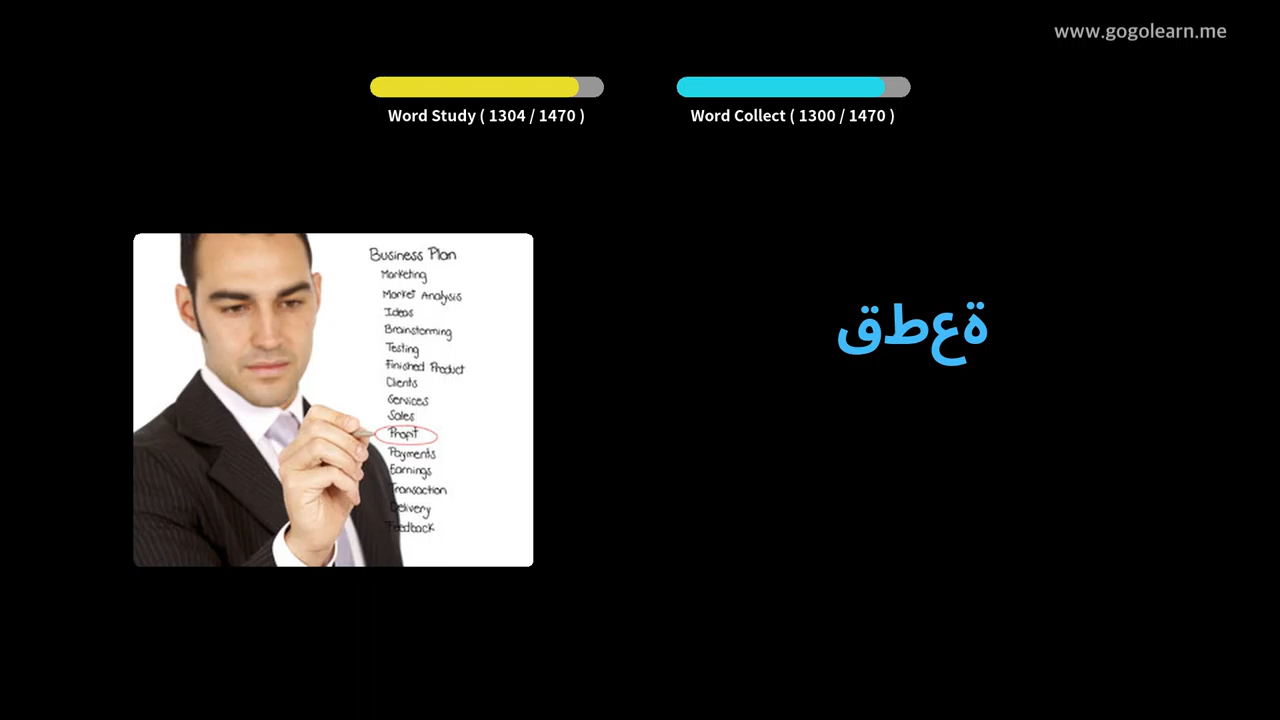 www.gogolearn.me
Word Study ( 1304 / 1470 )
Word Collect ( 1300 / 1470 )
Business Plan
Marketing
Market Analysis
Ideas
Brainstorming
Testing
Finished Product
Clients
Services
Sales
Profit
Payments
Earnings
Transaction
Delivery
Feedback
ةعطق